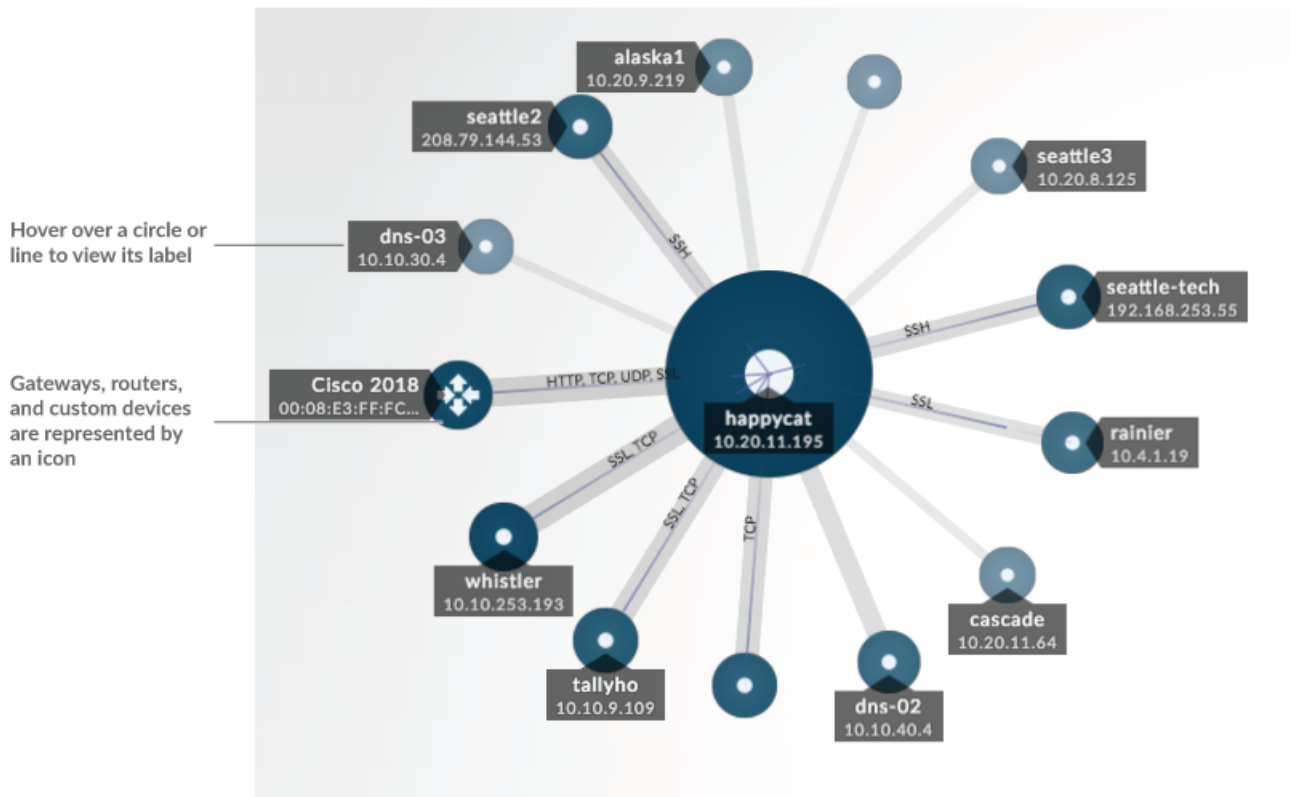 alaska1
10.20.9.219
seattle2
208.79.144.53
seattle3
10.20.8.125
Hover over a circle or
line to view its label
dns-03
10.10.30.4
SSH
seattle-tech
192.168.253.55
SSH
Gateways, routers,
and custom devices
are represented by
an icon
Cisco 2018
00:08:E3:FF:FC...
HTTP, TCP, UDP, SSL
happycat
10.20.11.195
SSL
rainier
10.4.1.19
SSL, TCP
SSL, TCP
TCP
whistler
10.10.253.193
cascade
10.20.11.64
tallyho
10.10.9.109
dns-02
10.10.40.4